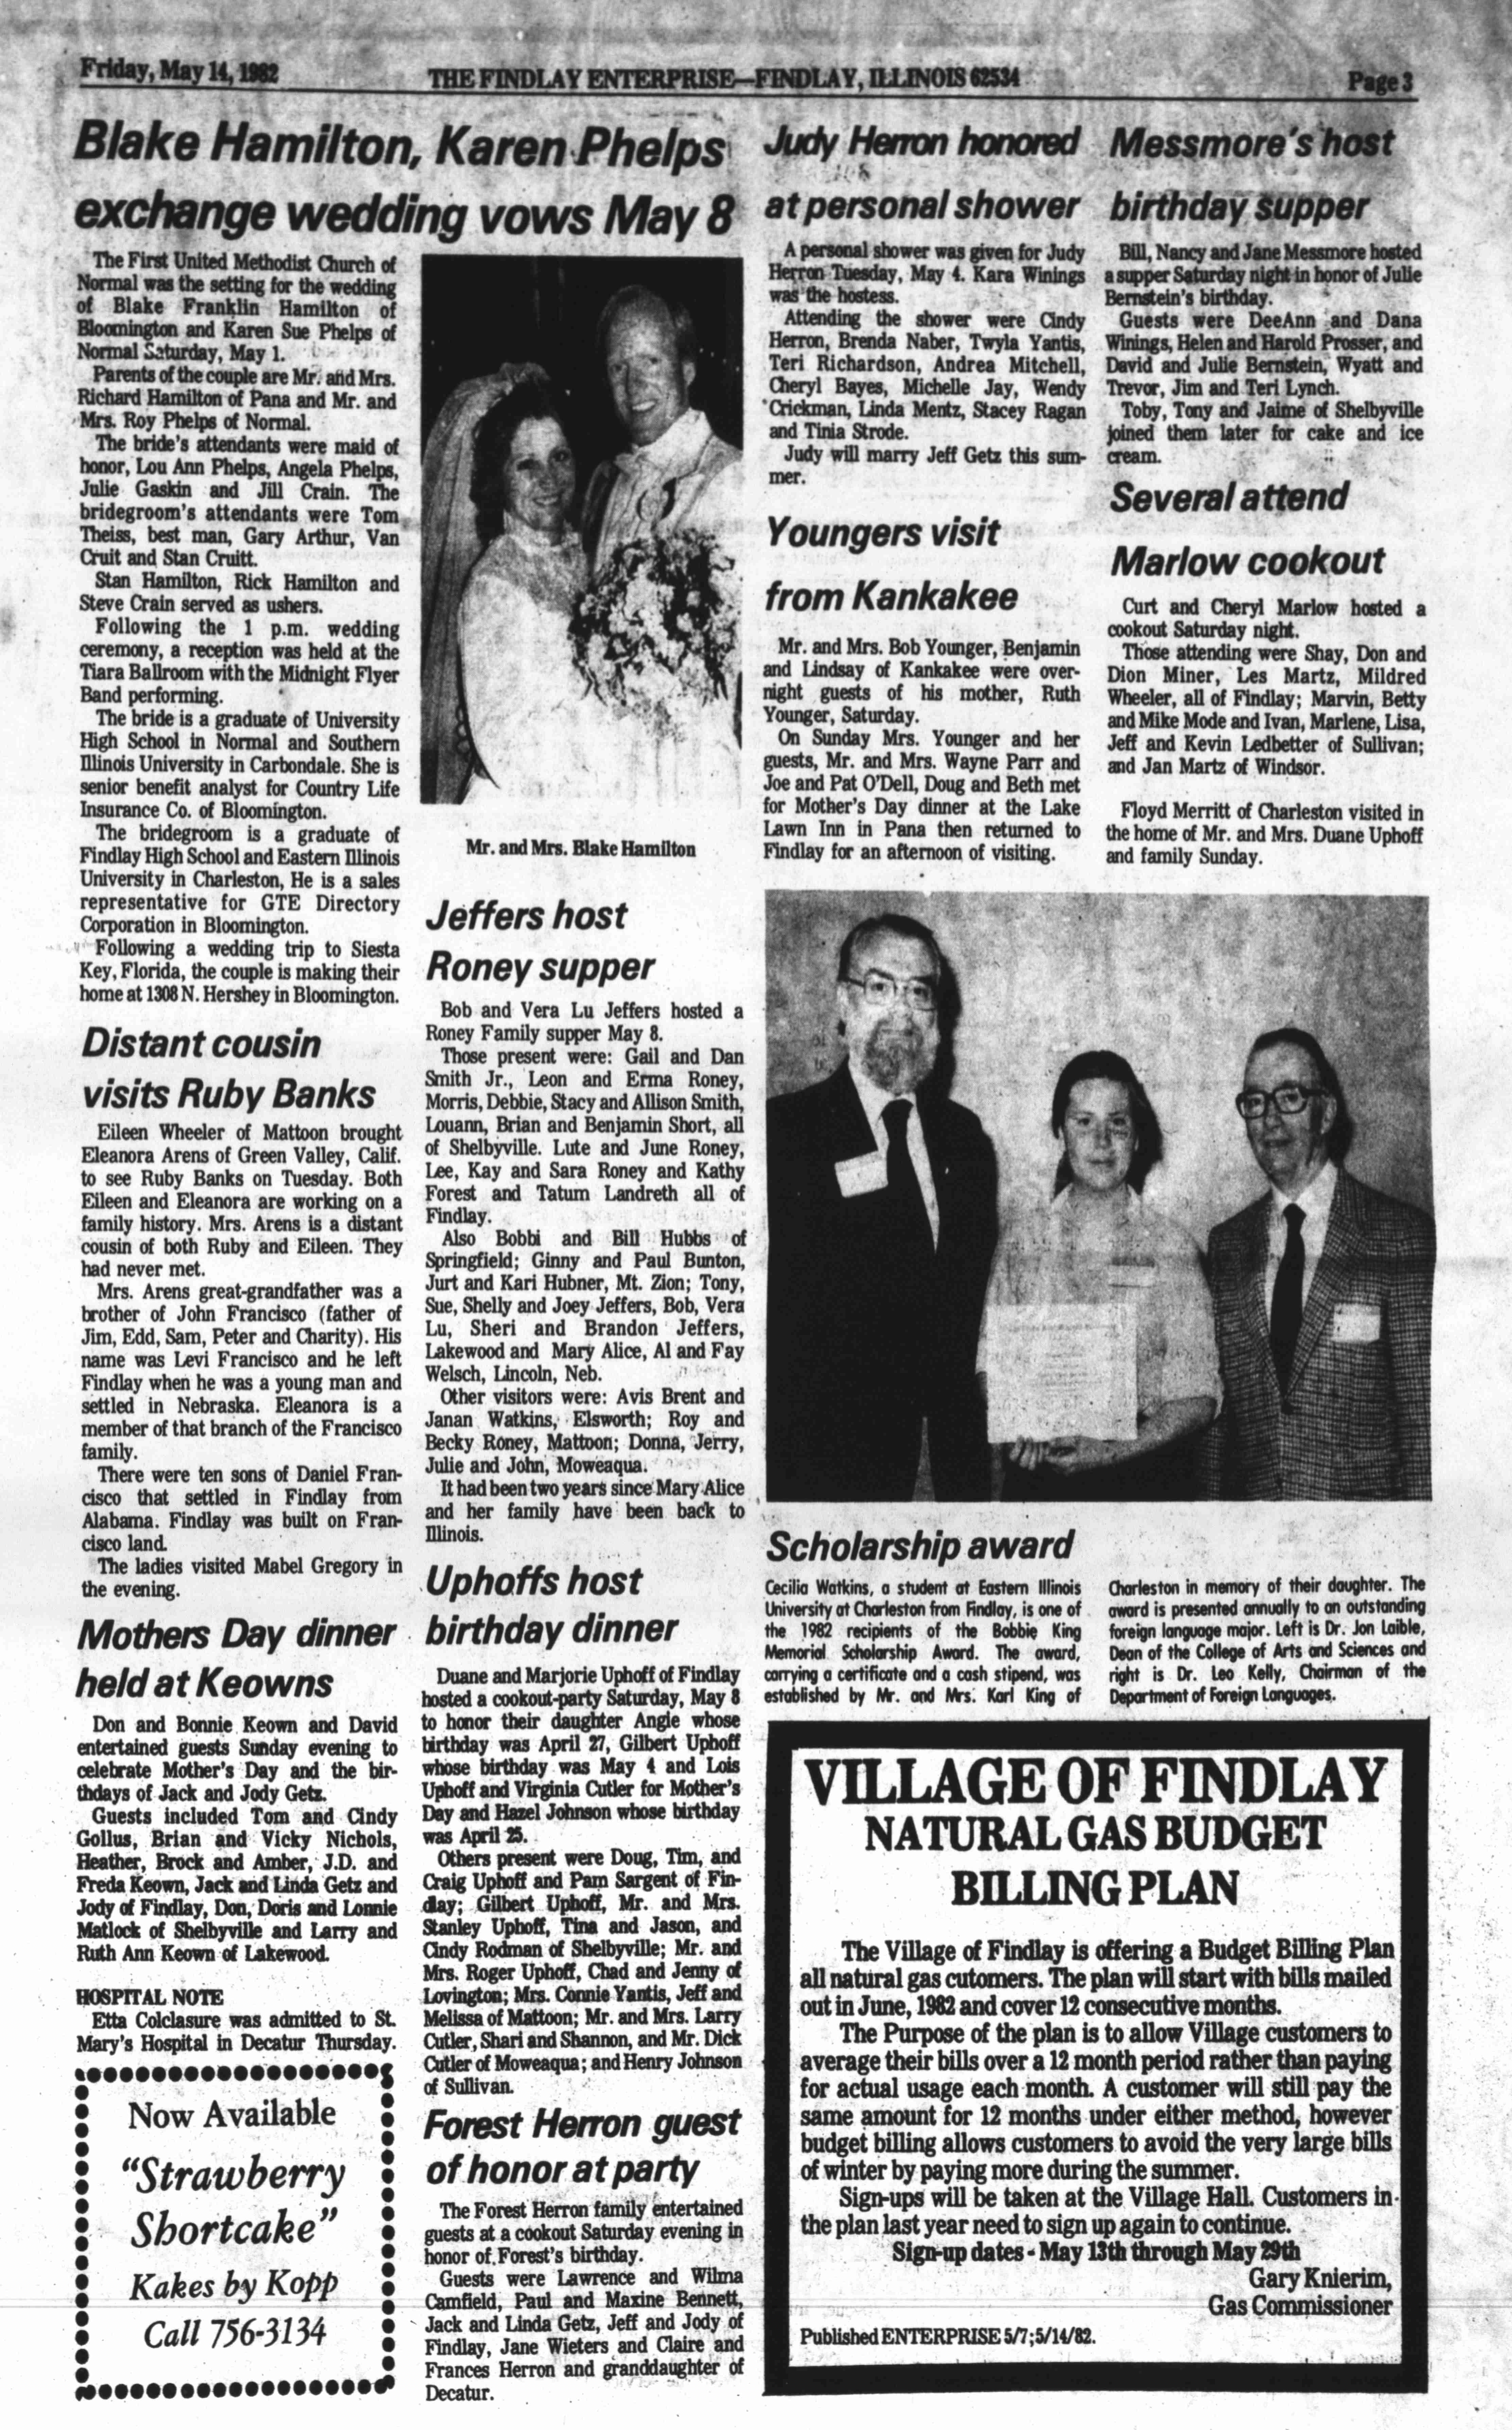 Friday, May 14, 1982
THE FINDLAY ENTERPRISE—FINDLAY, ILLINOIS 62534
Page 3
Blake Hamilton, Karen Phelps
exchange wedding vows May 8
The First United Methodist Church of
Normal was the setting for the wedding
of Blake Franklin Hamilton of
Bloomington and Karen Sue Phelps of
Normal Saturday, May 1.
Parents of the couple are Mr. and Mrs.
Richard Hamilton of Pana and Mr. and
Mrs. Roy Phelps of Normal.
The bride's attendants were maid of
honor, Lou Ann Phelps, Angela Phelps,
Julie Gaskin and Jill Crain. The
bridegroom's attendants were Tom
Theiss, best man, Gary Arthur, Van
Cruit and Stan Cruitt.
Stan Hamilton, Rick Hamilton and
Steve Crain served as ushers.
Following the 1 p.m. wedding
ceremony, a reception was held at the
Tiara Ballroom with the Midnight Flyer
Band performing.
The bride is a graduate of University
High School in Normal and Southern
Illinois University in Carbondale. She is
senior benefit analyst for Country Life
Insurance Co. of Bloomington.
The bridegroom is a graduate of
Findlay High School and Eastern Illinois
University in Charleston, He is a sales
representative for GTE Directory
Corporation in Bloomington.
Following a wedding trip to Siesta
Key, Florida, the couple is making their
home at 1308 N. Hershey in Bloomington.
Mr. and Mrs. Blake Hamilton
Distant cousin
visits Ruby Banks
Eileen Wheeler of Mattoon brought
Eleanora Arens of Green Valley, Calif.
to see Ruby Banks on Tuesday. Both
Eileen and Eleanora are working on a
family history. Mrs. Arens is a distant
cousin of both Ruby and Eileen. They
had never met.
Mrs. Arens great-grandfather was a
brother of John Francisco (father of
Jim, Edd, Sam, Peter and Charity). His
name was Levi Francisco and he left
Findlay when he was a young man and
settled in Nebraska. Eleanora is a
member of that branch of the Francisco
family.
There were ten sons of Daniel Fran-
cisco that settled in Findlay from
Alabama. Findlay was built on Fran-
cisco land.
The ladies visited Mabel Gregory in
the evening.
Mothers Day dinner
held at Keowns
Don and Bonnie Keown and David
entertained guests Sunday evening to
celebrate Mother's Day and the bir-
thdays of Jack and Jody Getz.
Guests included Tom and Cindy
Gollus, Brian and Vicky Nichols,
Heather, Brock and Amber, J.D. and
Freda Keown, Jack and Linda Getz and
Jody of Findlay, Don, Doris and Lonnie
Matlock of Shelbyville and Larry and
Ruth Ann Keown of Lakewood.
HOSPITAL NOTE
Etta Colclasure was admitted to St.
Mary's Hospital in Decatur Thursday.
Now Available
"Strawberry
Shortcake"
Kakes by Kopp
Call 756-3134
Jeffers host
Roney supper
Bob and Vera Lu Jeffers hosted a
Roney Family supper May 8.
Those present were: Gail and Dan
Smith Jr., Leon and Erma Roney,
Morris, Debbie, Stacy and Allison Smith,
Louann, Brian and Benjamin Short, all
of Shelbyville. Lute and June Roney,
Lee, Kay and Sara Roney and Kathy
Forest and Tatum Landreth all of
Findlay.
Also Bobbi and Bill Hubbs of
Springfield; Ginny and Paul Bunton,
Jurt and Kari Hubner, Mt. Zion; Tony,
Sue, Shelly and Joey Jeffers, Bob, Vera
Lu, Sheri and Brandon Jeffers,
Lakewood and Mary Alice, Al and Fay
Welsch, Lincoln, Neb.
Other visitors were: Avis Brent and
Janan Watkins, Elsworth; Roy and
Becky Roney, Mattoon; Donna, Jerry,
Julie and John, Moweaqua.
It had been two years since Mary Alice
and her family have been back to
Illinois.
Uphoffs host
birthday dinner
Duane and Marjorie Uphoff of Findlay
hosted a cookout-party Saturday, May 8
to honor their daughter Angie whose
birthday was April 27, Gilbert Uphoff
whose birthday was May 4 and Lois
Uphoff and Virginia Cutler for Mother's
Day and Hazel Johnson whose birthday
was April 25.
Others present were Doug, Tim, and
Craig Uphoff and Pam Sargent of Fin-
dlay; Gilbert Uphoff, Mr. and Mrs.
Stanley Uphoff, Tina and Jason, and
Cindy Rodman of Shelbyville; Mr. and
Mrs. Roger Uphoff, Chad and Jenny of
Lovington; Mrs. Connie Yantis, Jeff and
Melissa of Mattoon; Mr. and Mrs. Larry
Cutler, Shari and Shannon, and Mr. Dick
Cutler of Moweaqua; and Henry Johnson
of Sullivan.
Forest Herron guest
of honor at party
The Forest Herron family entertained
guests at a cookout Saturday evening in
honor of Forest's birthday.
Guests were Lawrence and Wilma
Camfield, Paul and Maxine Bennett,
Jack and Linda Getz, Jeff and Jody of
Findlay, Jane Wieters and Claire and
Frances Herron and granddaughter of
Decatur.
Judy Herron honored
at personal shower
A personal shower was given for Judy
Herron Tuesday, May 4. Kara Winings
was the hostess.
Attending the shower were Cindy
Herron, Brenda Naber, Twyla Yantis,
Teri Richardson, Andrea Mitchell,
Cheryl Bayes, Michelle Jay, Wendy
Crickman, Linda Mentz, Stacey Ragan
and Tinia Strode.
Judy will marry Jeff Getz this sum-
mer.
Youngers visit
from Kankakee
Mr. and Mrs. Bob Younger, Benjamin
and Lindsay of Kankakee were over-
night guests of his mother, Ruth
Younger, Saturday.
On Sunday Mrs. Younger and her
guests, Mr. and Mrs. Wayne Parr and
Joe and Pat O'Dell, Doug and Beth met
for Mother's Day dinner at the Lake
Lawn Inn in Pana then returned to
Findlay for an afternoon of visiting.
Messmore's host
birthday supper
Bill, Nancy and Jane Messmore hosted
a supper Saturday night in honor of Julie
Bernstein's birthday.
Guests were DeeAnn and Dana
Winings, Helen and Harold Prosser, and
David and Julie Bernstein, Wyatt and
Trevor, Jim and Teri Lynch.
Toby, Tony and Jaime of Shelbyville
joined them later for cake and ice
cream.
Several attend
Marlow cookout
Curt and Cheryl Marlow hosted a
cookout Saturday night.
Those attending were Shay, Don and
Dion Miner, Les Martz, Mildred
Wheeler, all of Findlay; Marvin, Betty
and Mike Mode and Ivan, Marlene, Lisa,
Jeff and Kevin Ledbetter of Sullivan;
and Jan Martz of Windsor.
Floyd Merritt of Charleston visited in
the home of Mr. and Mrs. Duane Uphoff
and family Sunday.
Scholarship award
Cecilia Watkins, a student at Eastern Illinois
University at Charleston from Findlay, is one of
the 1982 recipients of the Bobbie King
Memorial Scholarship Award. The award,
carrying a certificate and a cash stipend, was
established by Mr. and Mrs. Karl King of
Charleston in memory of their daughter. The
award is presented annually to an outstanding
foreign language major. Left is Dr. Jon Laible,
Dean of the College of Arts and Sciences and
right is Dr. Leo Kelly, Chairman of the
Department of Foreign Languages.
VILLAGE OF FINDLAY
NATURAL GAS BUDGET
BILLING PLAN
The Village of Findlay is offering a Budget Billing Plan
all natural gas cutomers. The plan will start with bills mailed
out in June, 1982 and cover 12 consecutive months.
The Purpose of the plan is to allow Village customers to
average their bills over a 12 month period rather than paying
for actual usage each month. A customer will still pay the
same amount for 12 months under either method, however
budget billing allows customers to avoid the very large bills
of winter by paying more during the summer.
Sign-ups will be taken at the Village Hall. Customers in
the plan last year need to sign up again to continue.
Sign-up dates - May 13th through May 29th
Gary Knierim,
Gas Commissioner
Published ENTERPRISE 5/7;5/14/82.